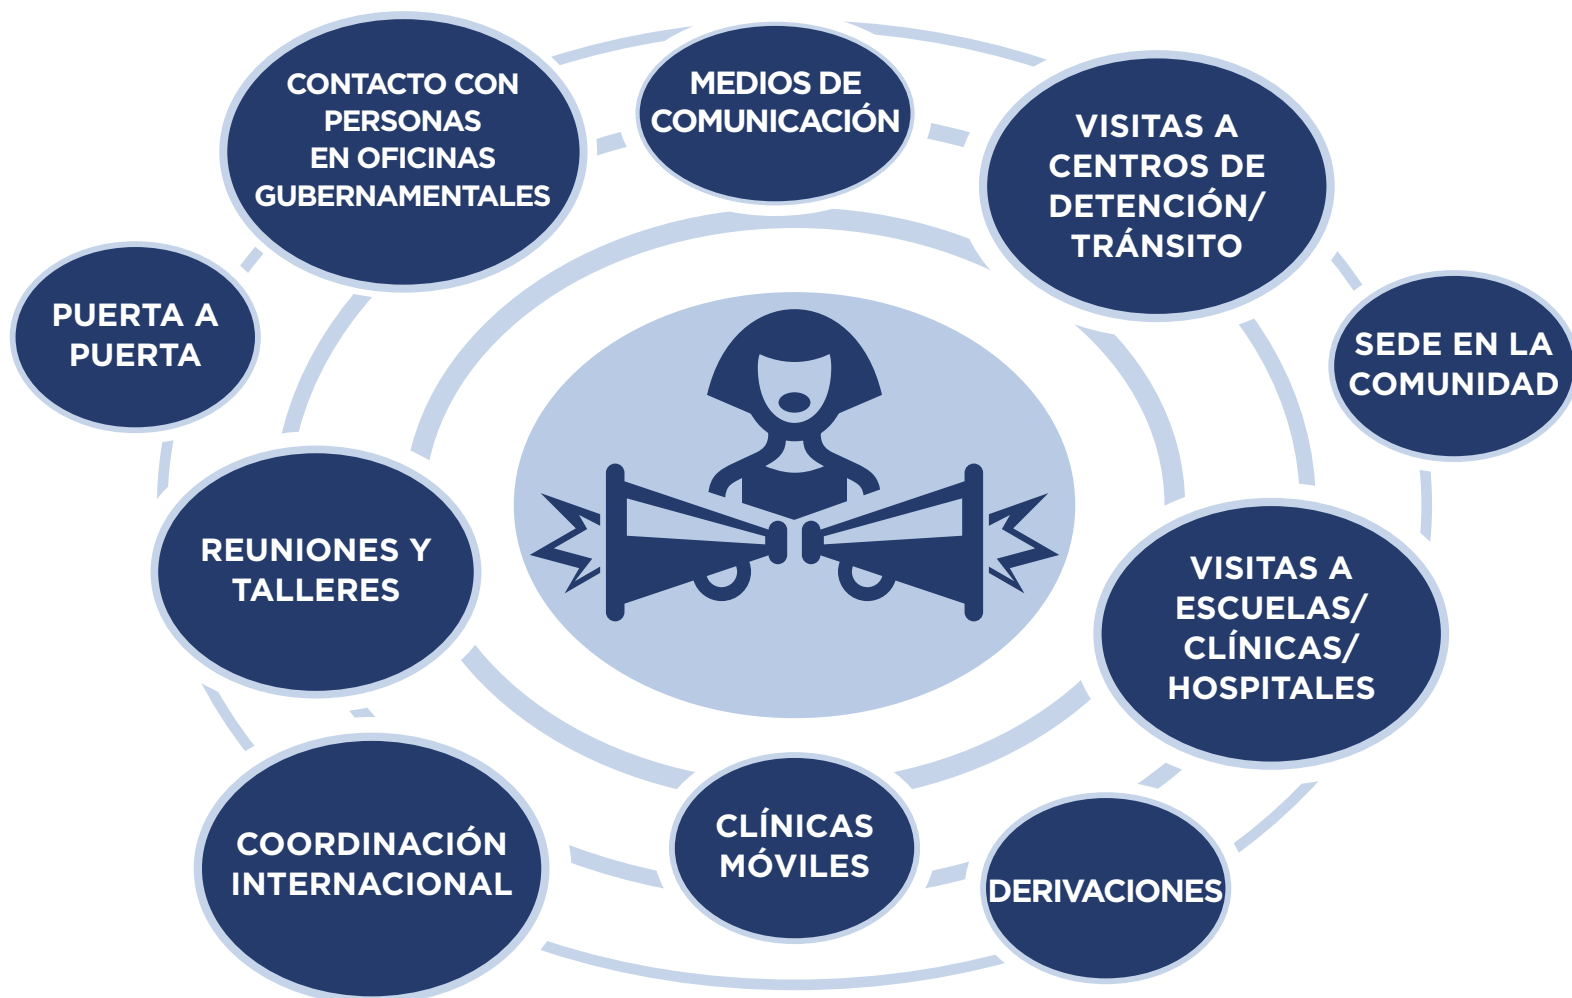 CONTACTO CON
PERSONAS
EN OFICINAS
GUBERNAMENTALES
MEDIOS DE
COMUNICACIÓN
VISITAS A
CENTROS DE
DETENCIÓN/
TRÁNSITO
PUERTA A
PUERTA
SEDE EN LA
COMUNIDAD
REUNIONES Y
TALLERES
VISITAS A
ESCUELAS/
CLÍNICAS/
HOSPITALES
COORDINACIÓN
INTERNACIONAL
CLÍNICAS
MÓVILES
DERIVACIONES